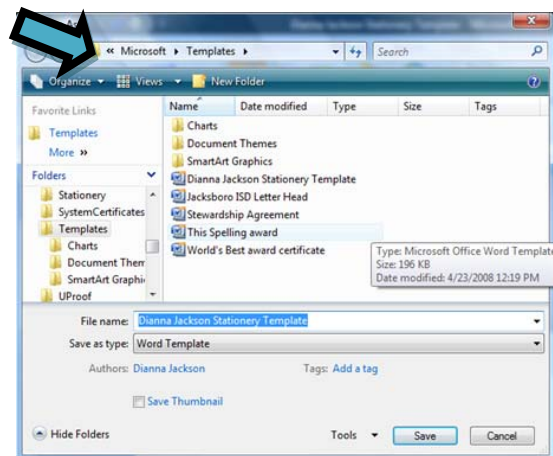 As
« Microsoft ▸ Templates ▸ Search
Organize Views New Folder
Favorite Links
Templates
More »
Folders
Stationery
SystemCertificates
Templates
Charts
Document Them
SmartArt Graphi
UProof
Name Date modified Type Size Tags
Charts
Document Themes
SmartArt Graphics
Dianna Jackson Stationery Template
Jacksboro ISD Letter Head
Stewardship Agreement
This Spelling award
World's Best award certificate
Type: Microsoft Office Word Template
Size: 196 KB
Date modified: 4/23/2008 12:19 PM
File name: Dianna Jackson Stationery Template
Save as type: Word Template
Authors: Dianna Jackson Tags: Add a tag
Save Thumbnail
Hide Folders Tools Save Cancel